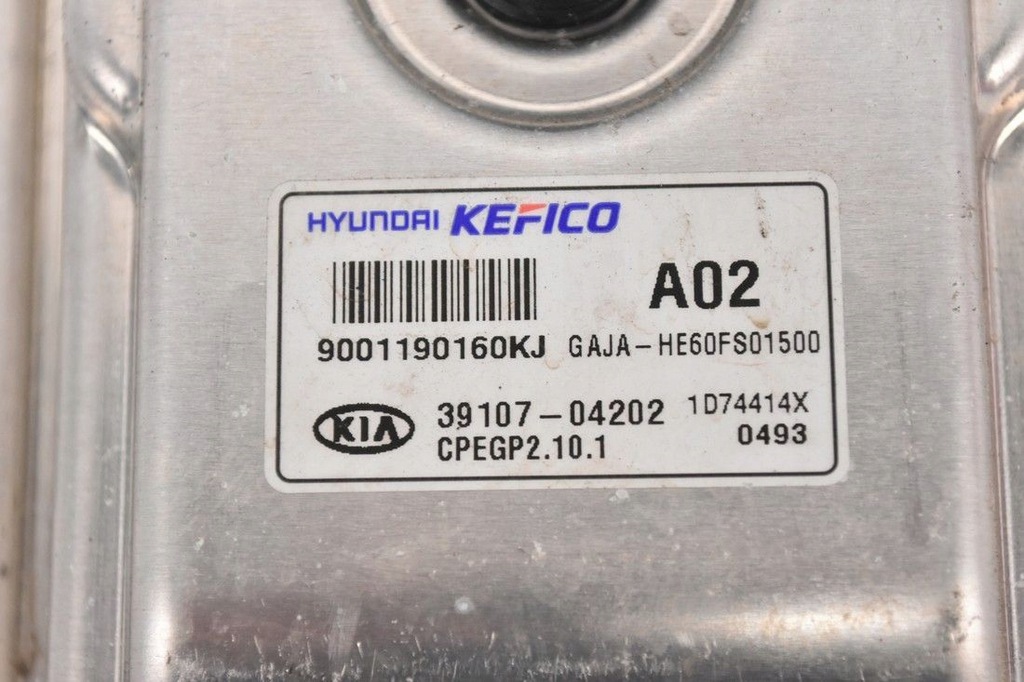 HYUNDAI KEFICO
A02
9001190160KJ GAJA-HE60FS01500
KIA 39107-04202 1D74414X
CPEGP2.10.1 0493